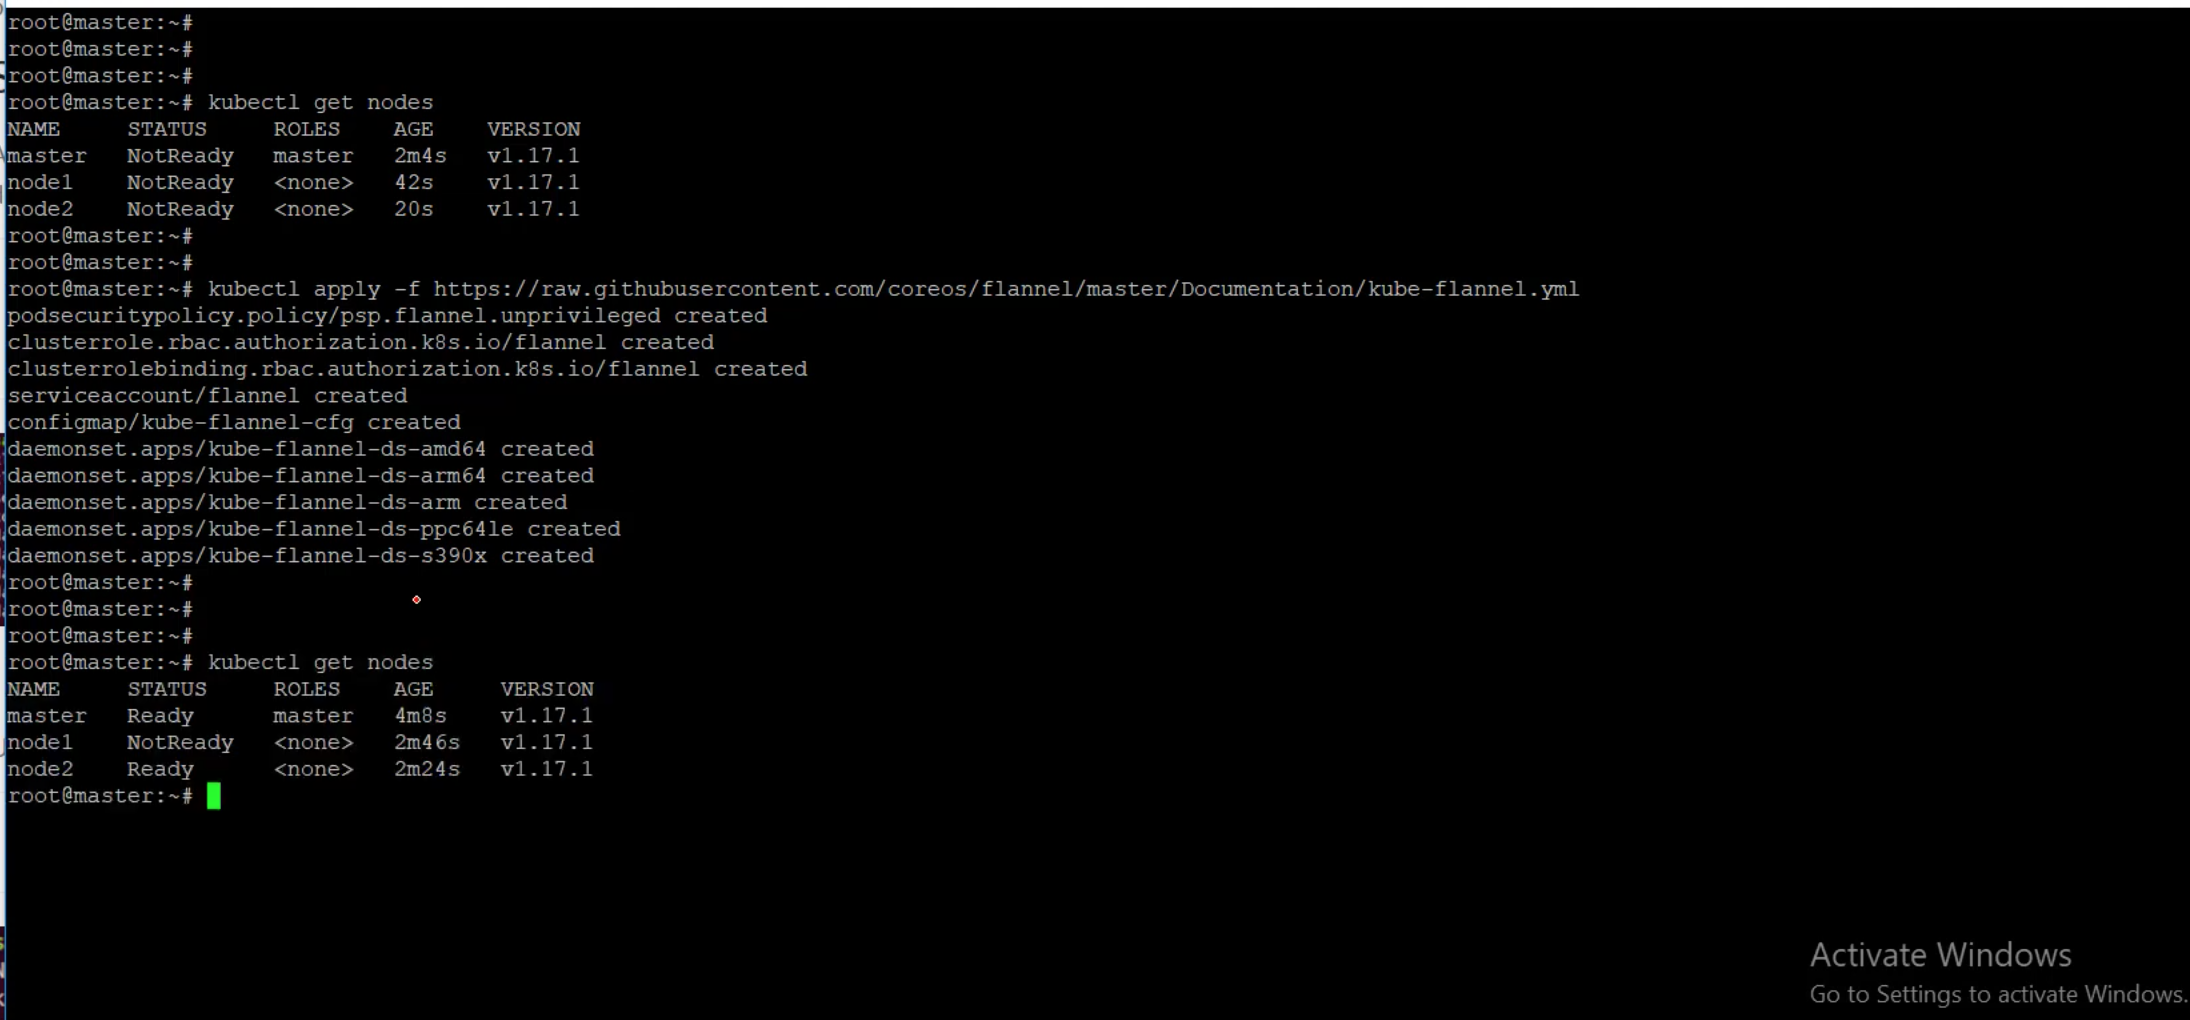 root@master:~#
root@master:~#
root@master:~#
root@master:~# kubectl get nodes
NAME     STATUS     ROLES    AGE    VERSION
master   NotReady   master   2m4s   v1.17.1
node1    NotReady   <none>   42s    v1.17.1
node2    NotReady   <none>   20s    v1.17.1
root@master:~#
root@master:~#
root@master:~# kubectl apply -f https://raw.githubusercontent.com/coreos/flannel/master/Documentation/kube-flannel.yml
podsecuritypolicy.policy/psp.flannel.unprivileged created
clusterrole.rbac.authorization.k8s.io/flannel created
clusterrolebinding.rbac.authorization.k8s.io/flannel created
serviceaccount/flannel created
configmap/kube-flannel-cfg created
daemonset.apps/kube-flannel-ds-amd64 created
daemonset.apps/kube-flannel-ds-arm64 created
daemonset.apps/kube-flannel-ds-arm created
daemonset.apps/kube-flannel-ds-ppc64le created
daemonset.apps/kube-flannel-ds-s390x created
root@master:~#
root@master:~#
root@master:~#
root@master:~# kubectl get nodes
NAME     STATUS     ROLES    AGE     VERSION
master   Ready      master   4m8s    v1.17.1
node1    NotReady   <none>   2m46s   v1.17.1
node2    Ready      <none>   2m24s   v1.17.1
root@master:~#
Activate Windows
Go to Settings to activate Windows.